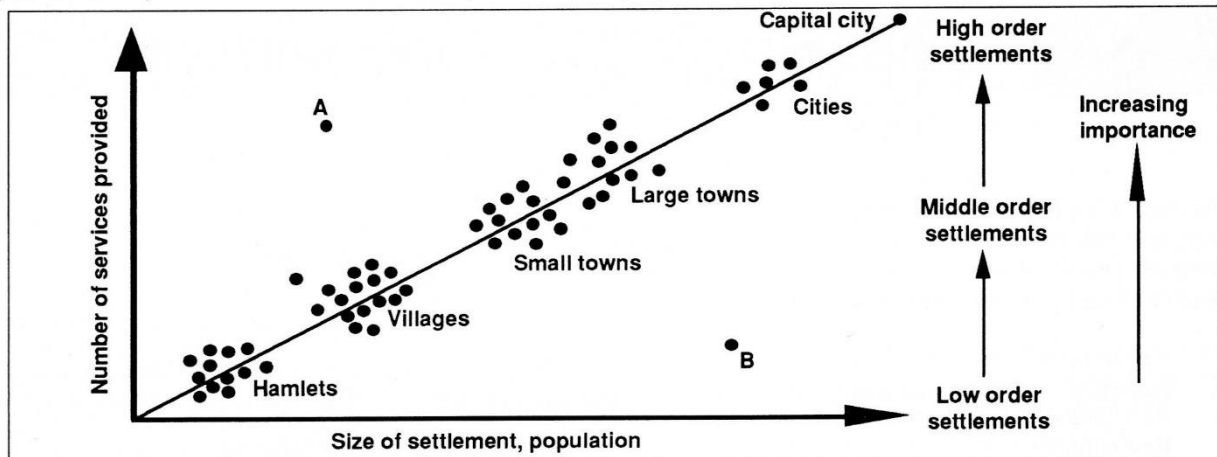 Capital city
High order
settlements
A
Increasing
importance
Cities
Number of services provided
Large towns
Middle order
settlements
Small towns
Villages
B
Hamlets
Low order
settlements
Size of settlement, population